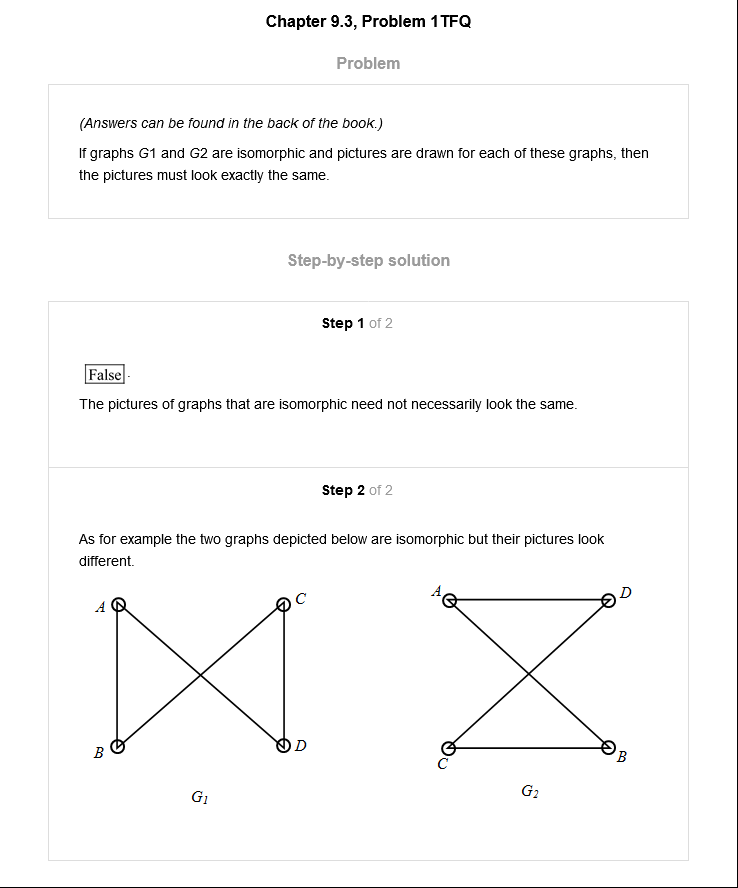 Chapter 9.3, Problem 1TFQ
Problem
(Answers can be found in the back of the book.)
If graphs G1 and G2 are isomorphic and pictures are drawn for each of these graphs, then
the pictures must look exactly the same.
Step-by-step solution
Step 1 of 2
False.
The pictures of graphs that are isomorphic need not necessarily look the same.
Step 2 of 2
As for example the two graphs depicted below are isomorphic but their pictures look
different.
A C
B D
G1
A D
C B
G2